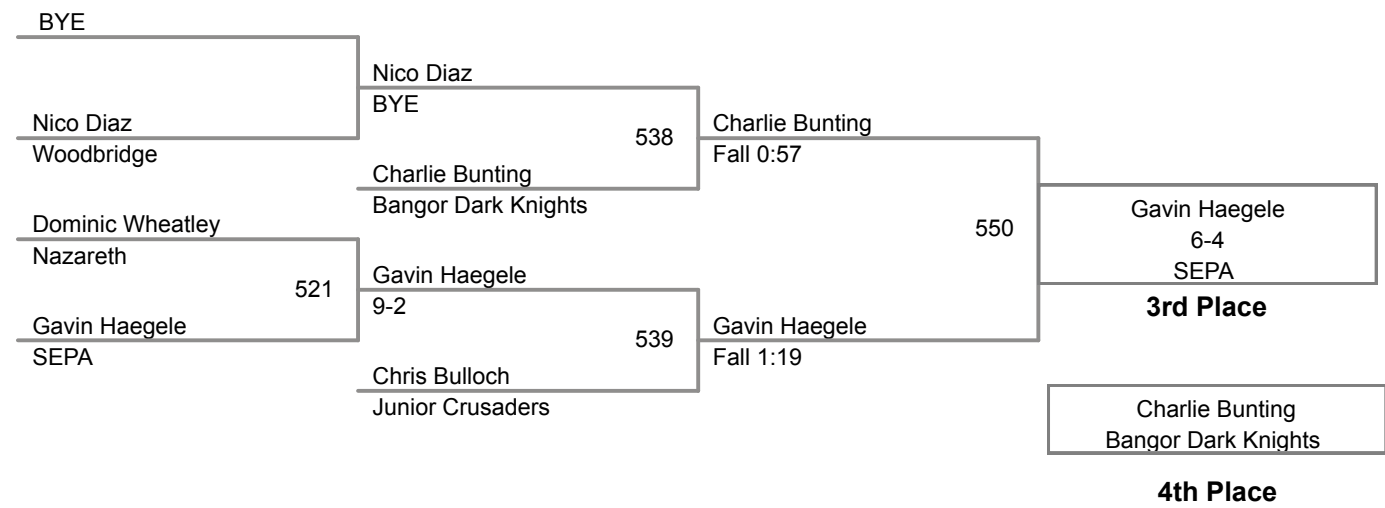 BYE
Nico Diaz
BYE
Nico Diaz
Woodbridge
538
Charlie Bunting
Fall 0:57
Charlie Bunting
Bangor Dark Knights
Dominic Wheatley
Nazareth
521
Gavin Haegele
9-2
Gavin Haegele
SEPA
539
Gavin Haegele
Fall 1:19
Chris Bulloch
Junior Crusaders
550
Gavin Haegele
6-4
SEPA
3rd Place
Charlie Bunting
Bangor Dark Knights
4th Place